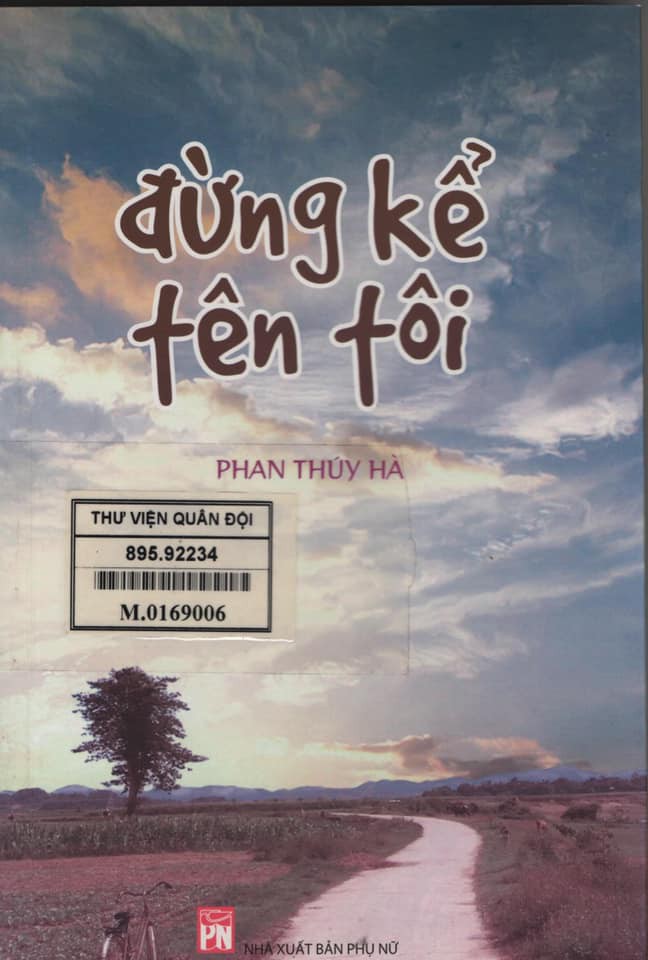 đừng kể
tên tôi
PHAN THÚY HÀ
THƯ VIỆN QUÂN ĐỘI
895.92234
M.0169006
PN
NHÀ XUẤT BẢN PHỤ NỮ